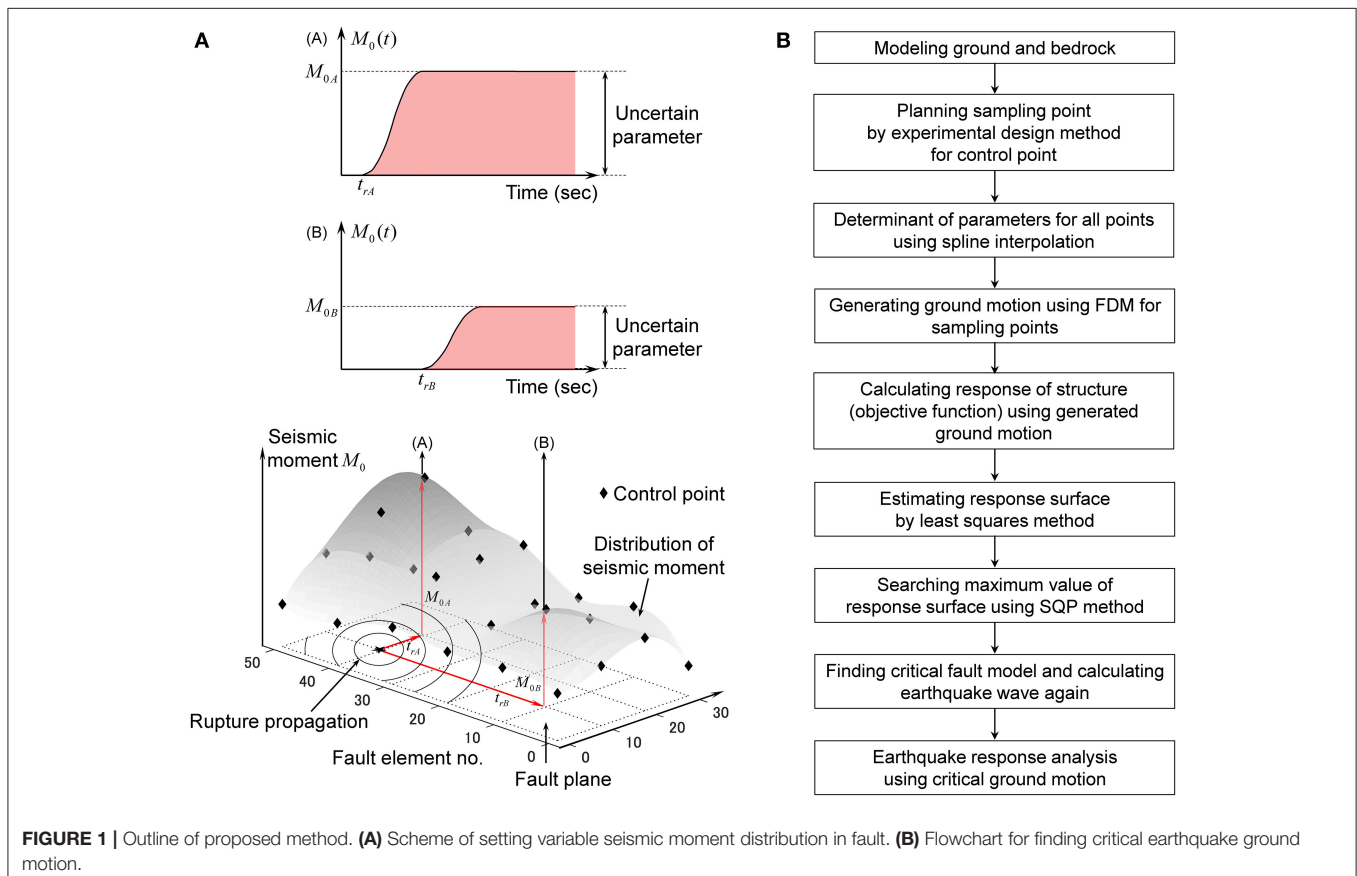 A
(A)
M₀(t)
M₀A
Uncertain
parameter
t_rA
Time (sec)
(B)
M₀(t)
M₀B
Uncertain
parameter
t_rB
Time (sec)
Seismic
moment M₀
(A)
(B)
Control point
Distribution of
seismic moment
M₀A
t_rA
M₀B
t_rB
50
40
30
20
10
0
0
10
20
30
Rupture propagation
Fault element no.
Fault plane
B
Modeling ground and bedrock
Planning sampling point
by experimental design method
for control point
Determinant of parameters for all points
using spline interpolation
Generating ground motion using FDM for
sampling points
Calculating response of structure
(objective function) using generated
ground motion
Estimating response surface
by least squares method
Searching maximum value of
response surface using SQP method
Finding critical fault model and calculating
earthquake wave again
Earthquake response analysis
using critical ground motion
FIGURE 1 | Outline of proposed method. (A) Scheme of setting variable seismic moment distribution in fault. (B) Flowchart for finding critical earthquake ground
motion.